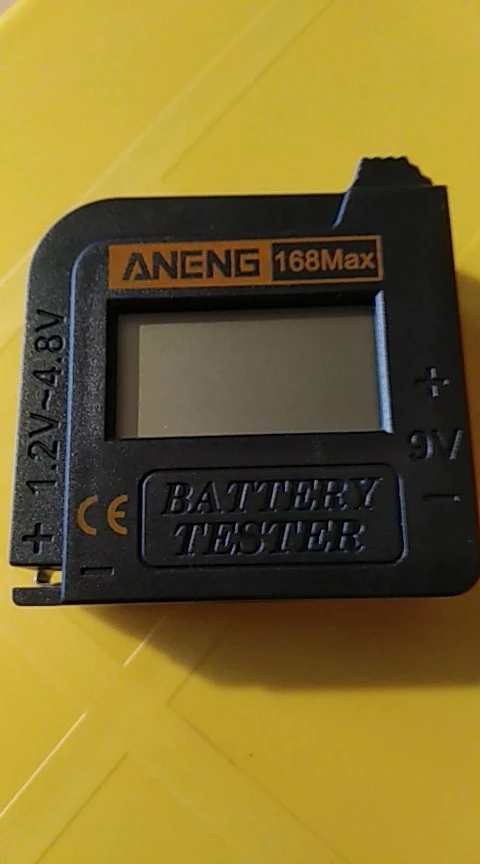 ANENG 168Max
+ 1.2V~4.8V
+
9V
−
CE
−
BATTERY
TESTER